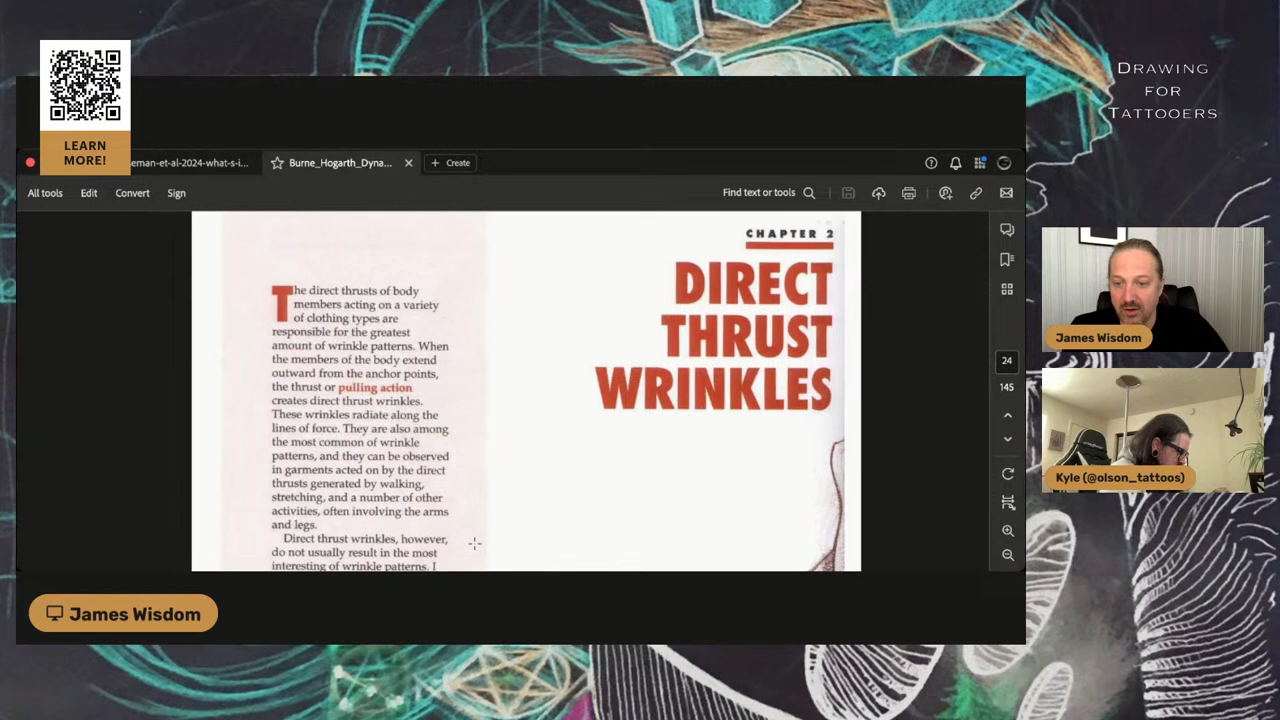 LEARN
MORE!
DRAWING
FOR
TATTOOERS
eman-et-al-2024-what-s-i...
Burne_Hogarth_Dyna...
Create
All tools
Edit
Convert
Sign
Find text or tools
CHAPTER 2
DIRECT
THRUST
WRINKLES
The direct thrusts of body
members acting on a variety
of clothing types are
responsible for the greatest
amount of wrinkle patterns. When
the members of the body extend
outward from the anchor points,
the thrust or pulling action
creates direct thrust wrinkles.
These wrinkles radiate along the
lines of force. They are also among
the most common of wrinkle
patterns, and they can be observed
in garments acted on by the direct
thrusts generated by walking,
stretching, and a number of other
activities, often involving the arms
and legs.
Direct thrust wrinkles, however,
do not usually result in the most
interesting of wrinkle patterns. I
24
145
James Wisdom
Kyle (@olson_tattoos)
James Wisdom